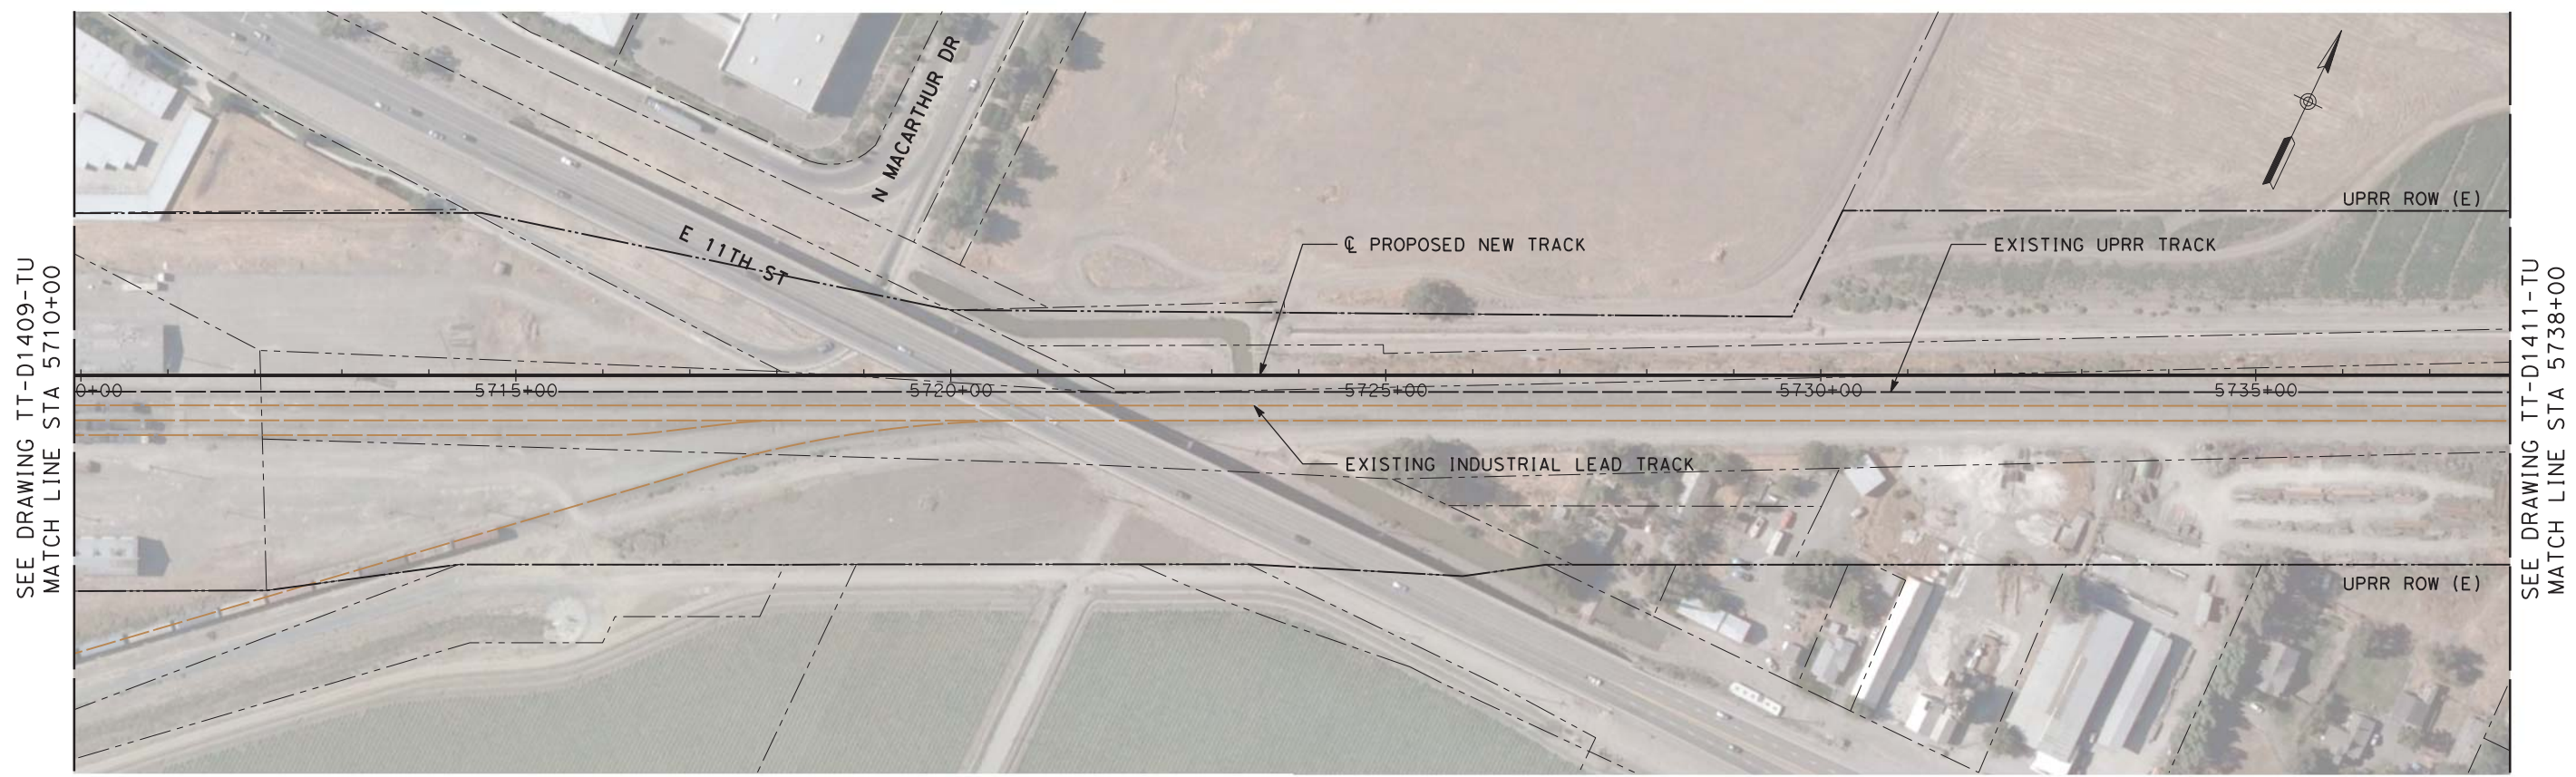 SEE DRAWING TT-D1409-TU
MATCH LINE STA 5710+00
N MACARTHUR DR
E 11TH ST
UPRR ROW (E)
℄ PROPOSED NEW TRACK
EXISTING UPRR TRACK
0+00
5715+00
5720+00
5725+00
5730+00
5735+00
EXISTING INDUSTRIAL LEAD TRACK
UPRR ROW (E)
SEE DRAWING TT-D1411-TU
MATCH LINE STA 5738+00